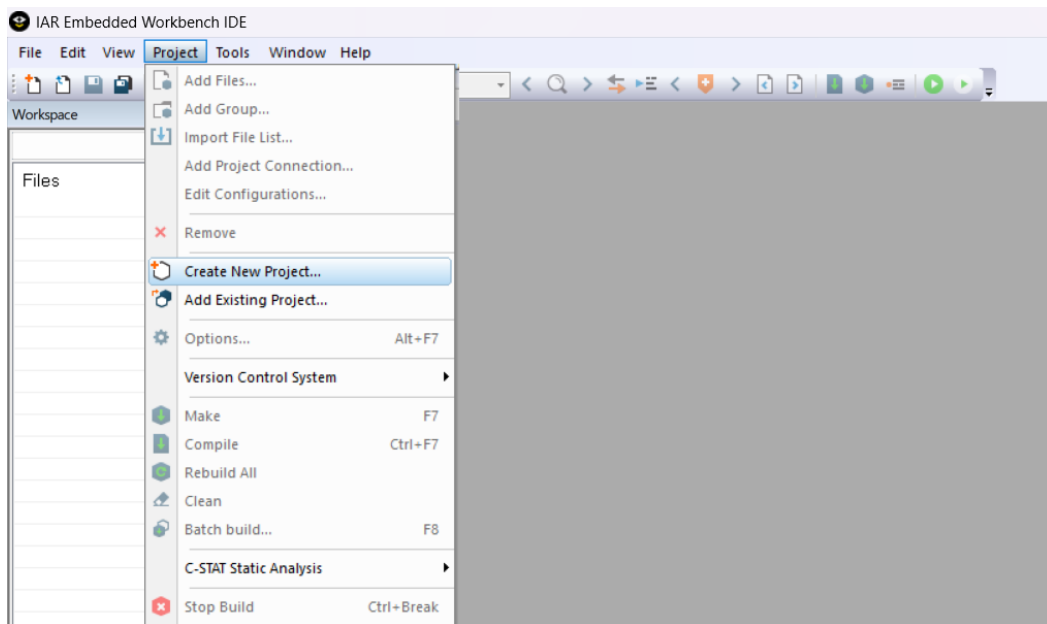 IAR Embedded Workbench IDE
File Edit View Project Tools Window Help
Workspace
Files
Add Files...
Add Group...
Import File List...
Add Project Connection...
Edit Configurations...
Remove
Create New Project...
Add Existing Project...
Options... Alt+F7
Version Control System
Make F7
Compile Ctrl+F7
Rebuild All
Clean
Batch build... F8
C-STAT Static Analysis
Stop Build Ctrl+Break